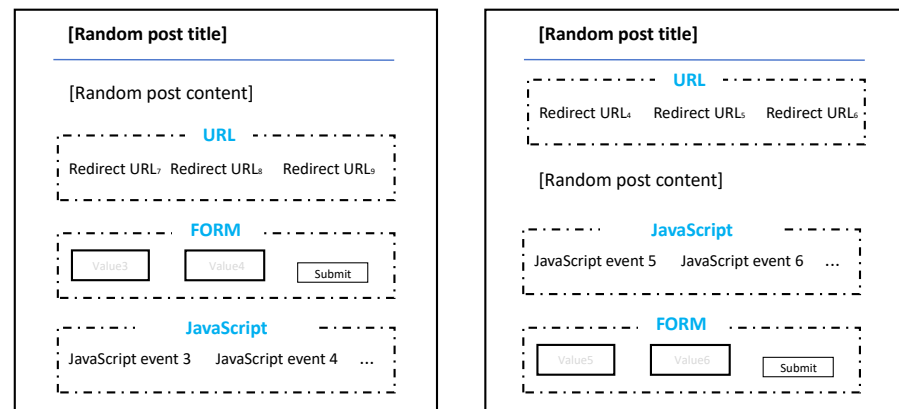 [Random post title]
[Random post content]
URL
Redirect URL₇ Redirect URL₈ Redirect URL₉
FORM
Value3 Value4 Submit
JavaScript
JavaScript event 3 JavaScript event 4 ...
[Random post title]
URL
Redirect URL₄ Redirect URL₅ Redirect URL₆
[Random post content]
JavaScript
JavaScript event 5 JavaScript event 6 ...
FORM
Value5 Value6 Submit